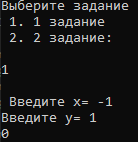 Выберите задание
1. 1 задание
2. 2 задание:
1
Введите x= -1
Введите y= 1
0